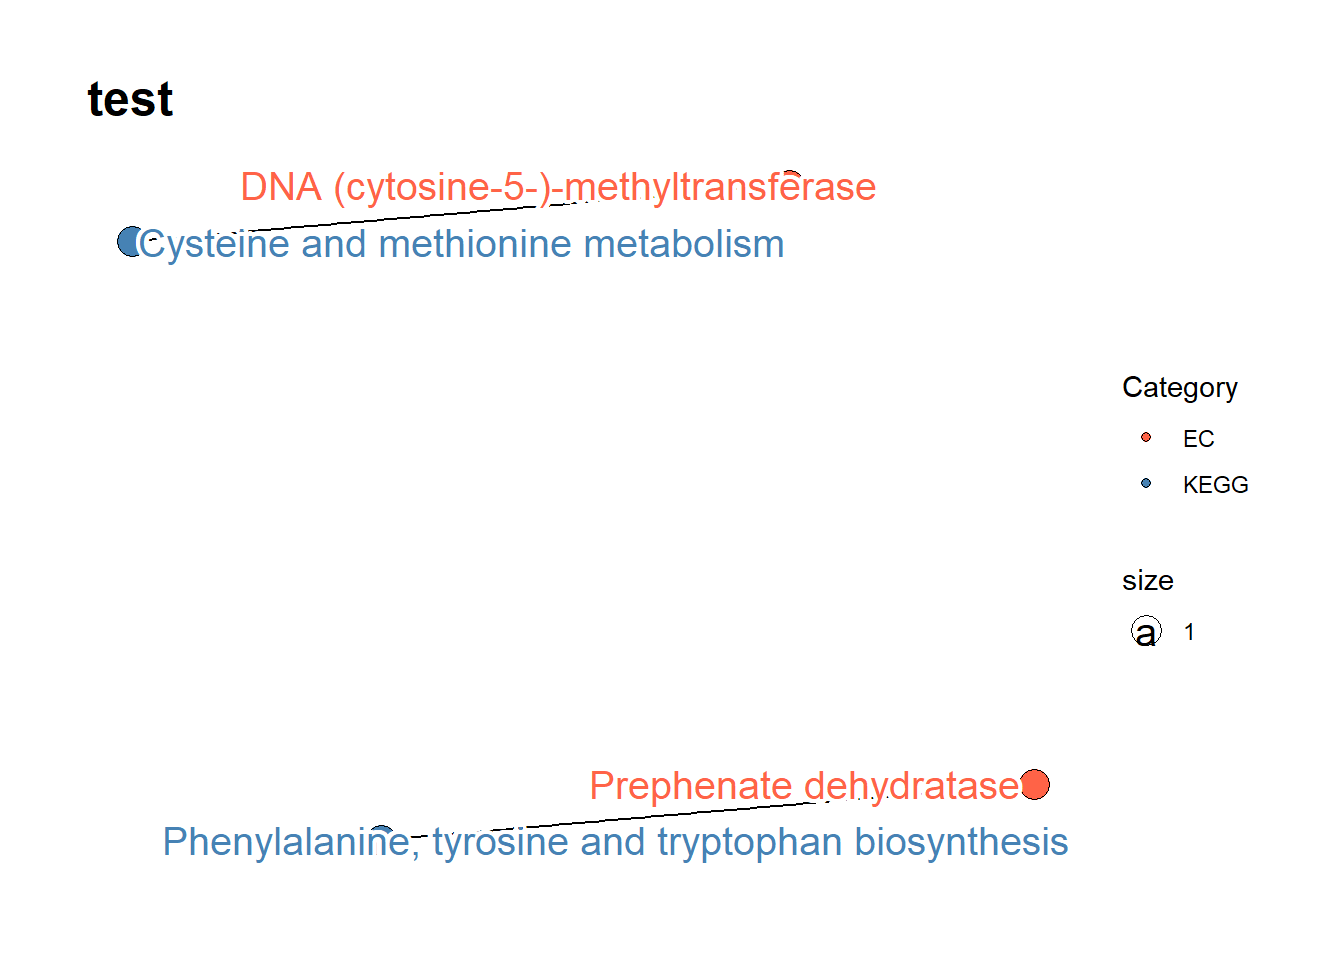 test
DNA (cytosine-5-)-methyltransferase
Cysteine and methionine metabolism
Category
EC
KEGG
size
a 1
Prephenate dehydratase
Phenylalanine, tyrosine and tryptophan biosynthesis